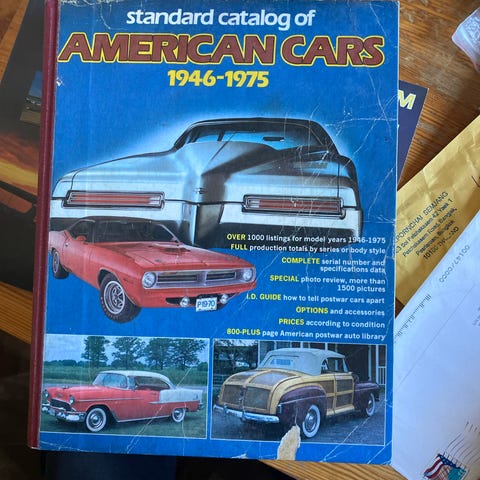 standard catalog of
AMERICAN CARS
1946-1975
OVER 1000 listings for model years 1946-1975
FULL production totals by series or body style
COMPLETE serial number and
specifications data
SPECIAL photo review, more than
1500 pictures
I.D. GUIDE how to tell postwar cars apart
OPTIONS and accessories
PRICES according to condition
800-PLUS page American postwar auto library
P1970
M